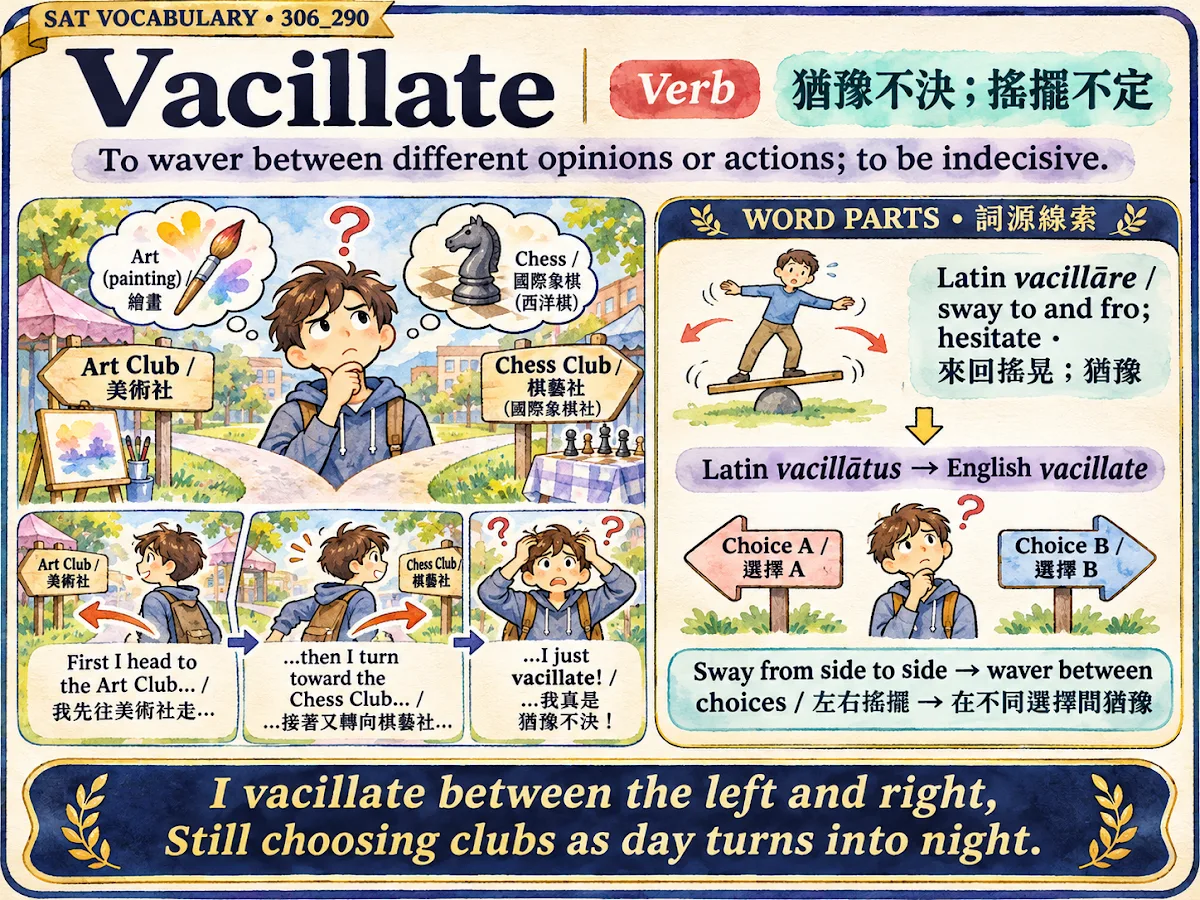 SAT VOCABULARY • 306_290
Vacillate
Verb
猶豫不決；搖擺不定
To waver between different opinions or actions; to be indecisive.
Art
(painting) /
繪畫
?
Chess /
國際象棋
(西洋棋)
Art Club /
美術社
Chess Club /
棋藝社
(國際象棋社)
Art Club /
美術社
First I head to
the Art Club... /
我先往美術社走...
Chess Club /
棋藝社
...then I turn
toward the
Chess Club... /
...接著又轉向棋藝社...
? ?
...I just
vacillate! /
...我真是
猶豫不決！
WORD PARTS • 詞源線索
Latin vacillāre /
sway to and fro;
hesitate •
來回搖晃；猶豫
Latin vacillātus → English vacillate
?
Choice A /
選擇 A
Choice B /
選擇 B
Sway from side to side → waver between
choices / 左右搖擺 → 在不同選擇間猶豫
I vacillate between the left and right,
Still choosing clubs as day turns into night.